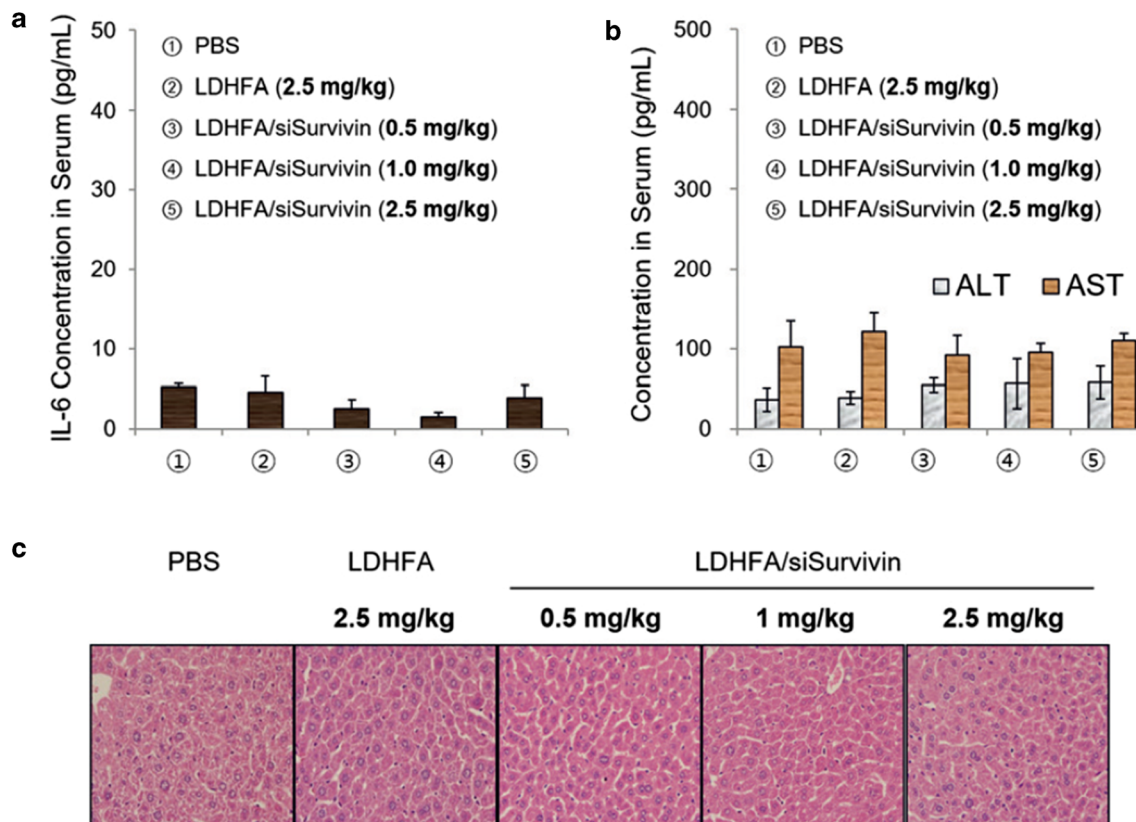 a
IL-6 Concentration in Serum (pg/mL)
50
40
30
20
10
0
① PBS
② LDHFA (2.5 mg/kg)
③ LDHFA/siSurvivin (0.5 mg/kg)
④ LDHFA/siSurvivin (1.0 mg/kg)
⑤ LDHFA/siSurvivin (2.5 mg/kg)
① ② ③ ④ ⑤
b
Concentration in Serum (pg/mL)
500
400
300
200
100
0
① PBS
② LDHFA (2.5 mg/kg)
③ LDHFA/siSurvivin (0.5 mg/kg)
④ LDHFA/siSurvivin (1.0 mg/kg)
⑤ LDHFA/siSurvivin (2.5 mg/kg)
ALT AST
① ② ③ ④ ⑤
c
PBS LDHFA LDHFA/siSurvivin
2.5 mg/kg 0.5 mg/kg 1 mg/kg 2.5 mg/kg